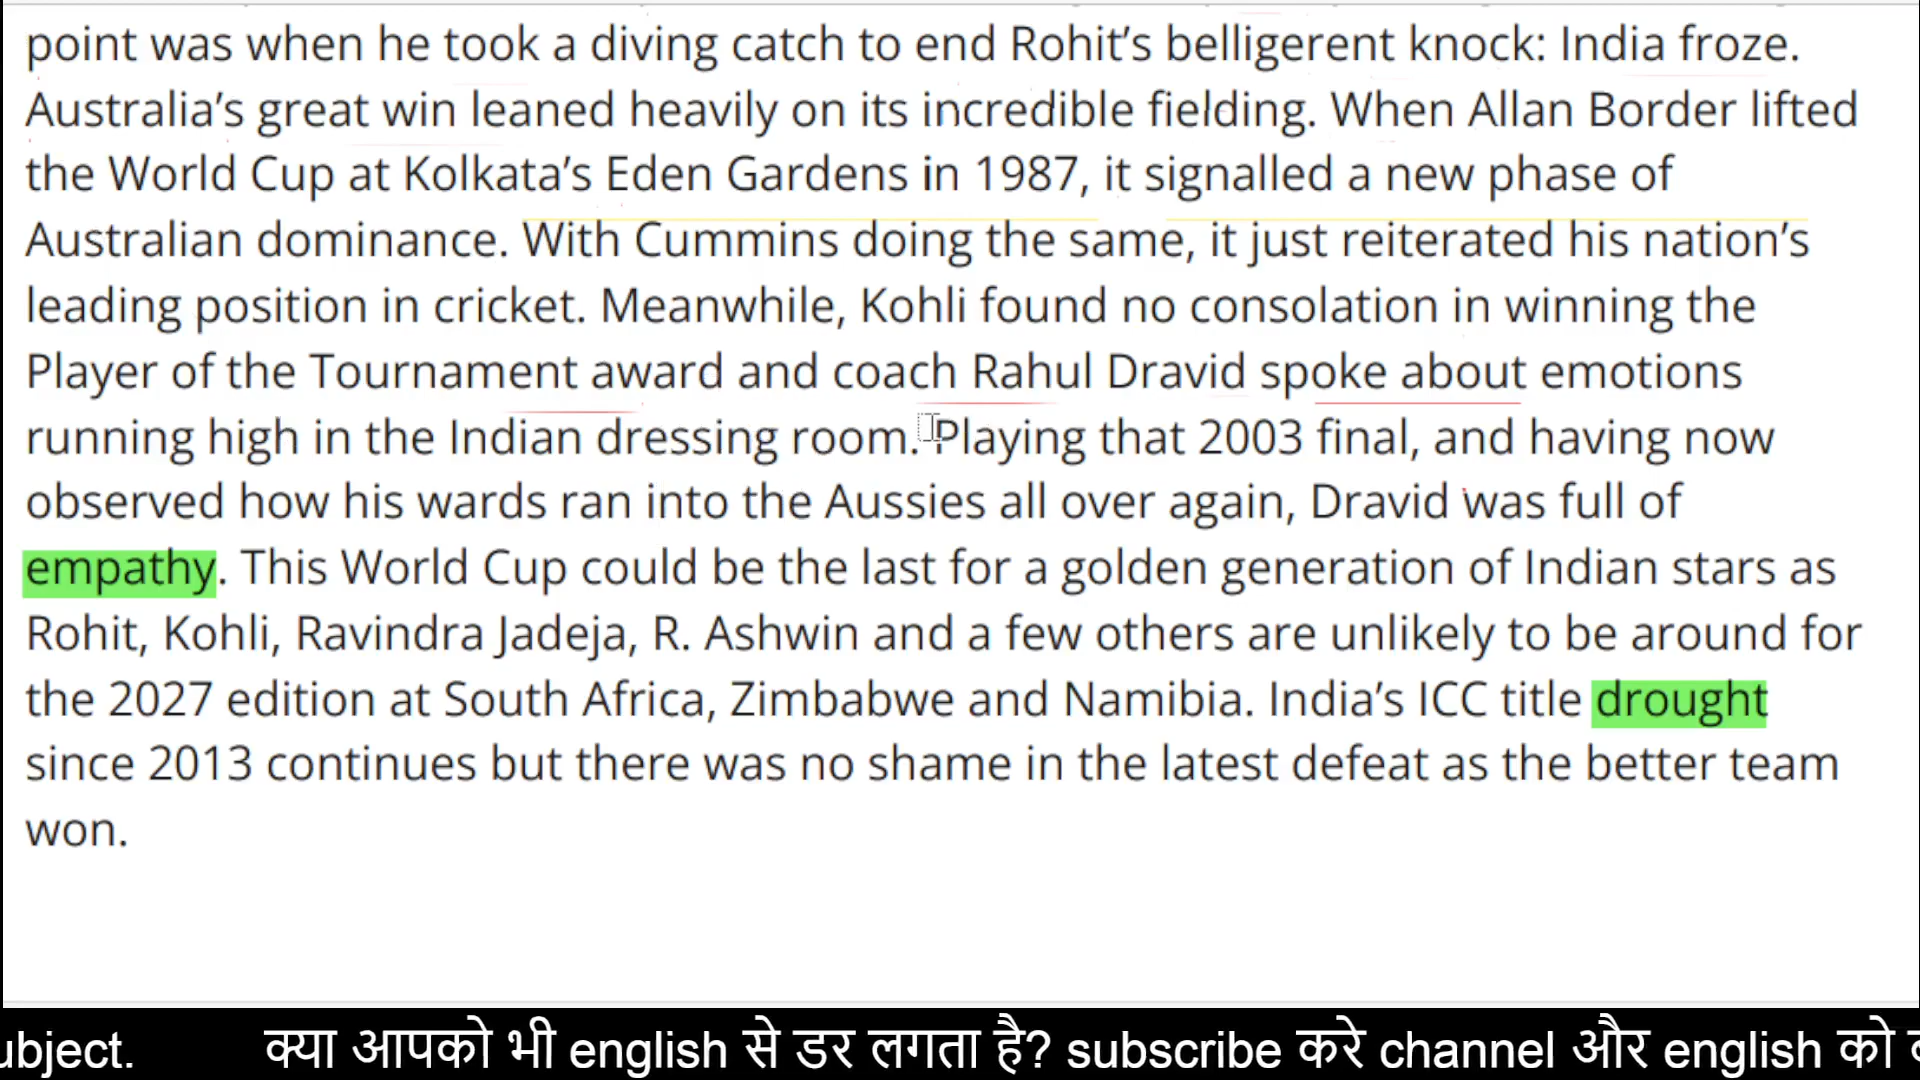 point was when he took a diving catch to end Rohit’s belligerent knock: India froze.
Australia’s great win leaned heavily on its incredible fielding. When Allan Border lifted
the World Cup at Kolkata’s Eden Gardens in 1987, it signalled a new phase of
Australian dominance. With Cummins doing the same, it just reiterated his nation’s
leading position in cricket. Meanwhile, Kohli found no consolation in winning the
Player of the Tournament award and coach Rahul Dravid spoke about emotions
running high in the Indian dressing room. Playing that 2003 final, and having now
observed how his wards ran into the Aussies all over again, Dravid was full of
empathy. This World Cup could be the last for a golden generation of Indian stars as
Rohit, Kohli, Ravindra Jadeja, R. Ashwin and a few others are unlikely to be around for
the 2027 edition at South Africa, Zimbabwe and Namibia. India’s ICC title drought
since 2013 continues but there was no shame in the latest defeat as the better team
won.
ubject. क्या आपको भी english से डर लगता है? subscribe करे channel और english को